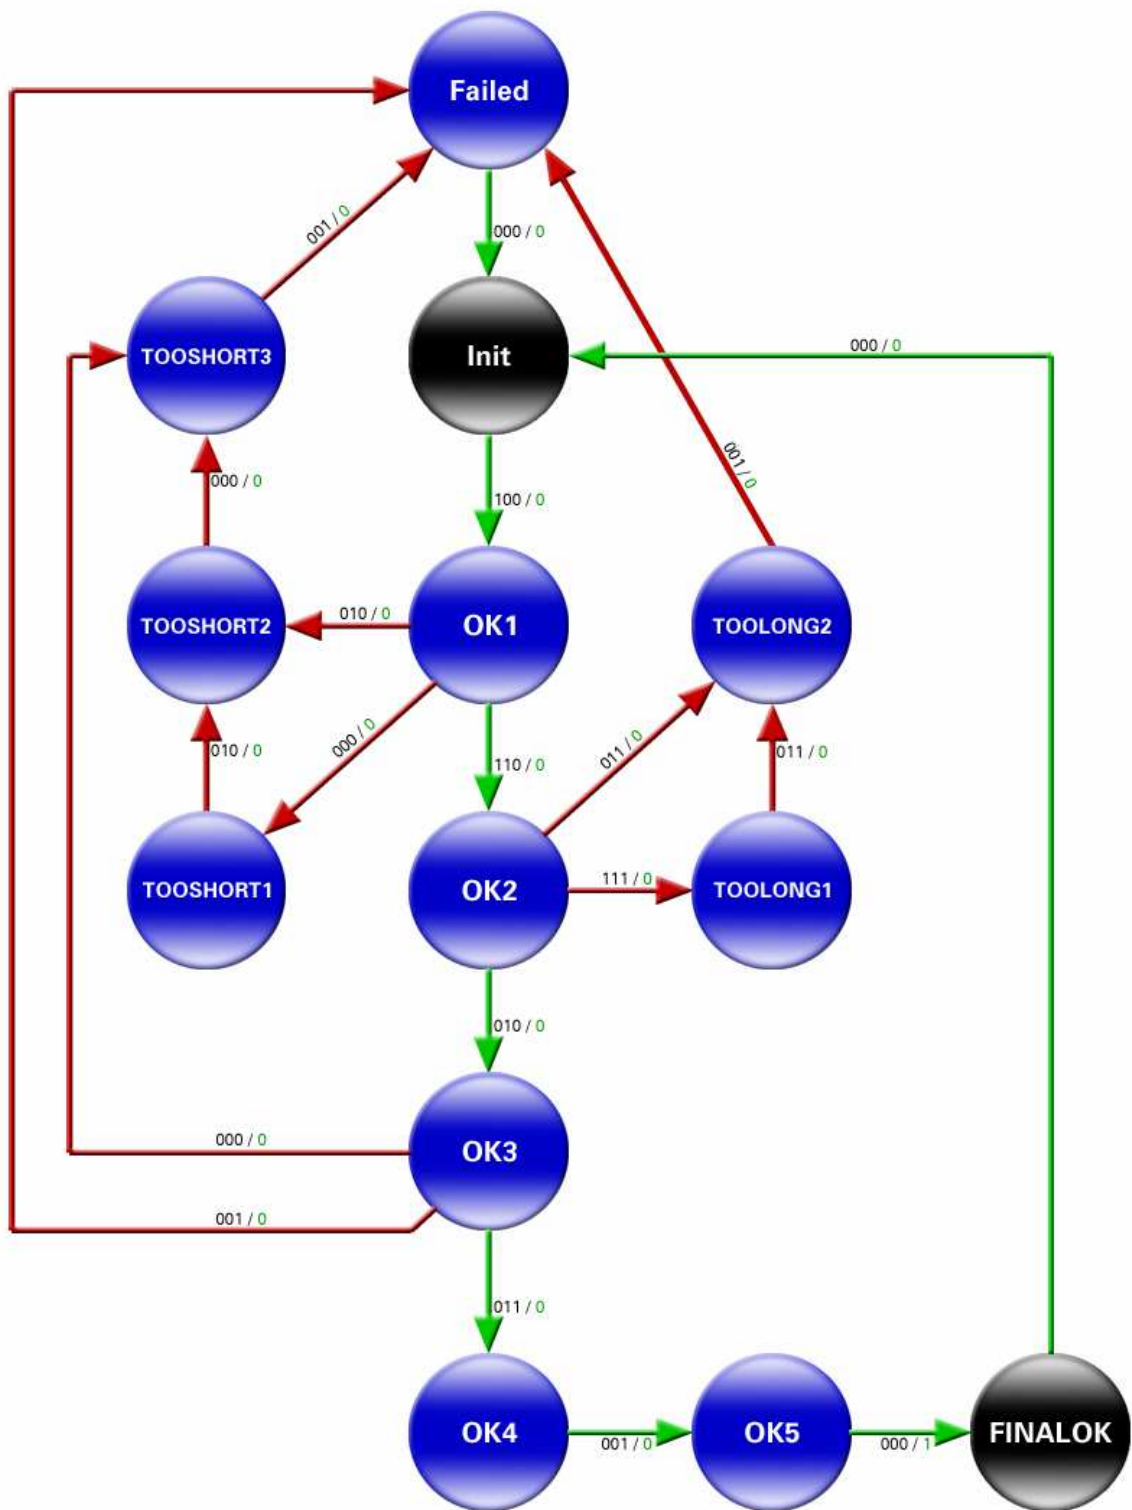 Failed
001 / 0
000 / 0
TOOSHORT3
Init
000 / 0
000 / 0
100 / 0
001 / 0
TOOSHORT2
010 / 0
OK1
TOOLONG2
010 / 0
000 / 0
110 / 0
011 / 0
011 / 0
TOOSHORT1
OK2
111 / 0
TOOLONG1
010 / 0
000 / 0
OK3
001 / 0
011 / 0
OK4
001 / 0
OK5
000 / 1
FINALOK